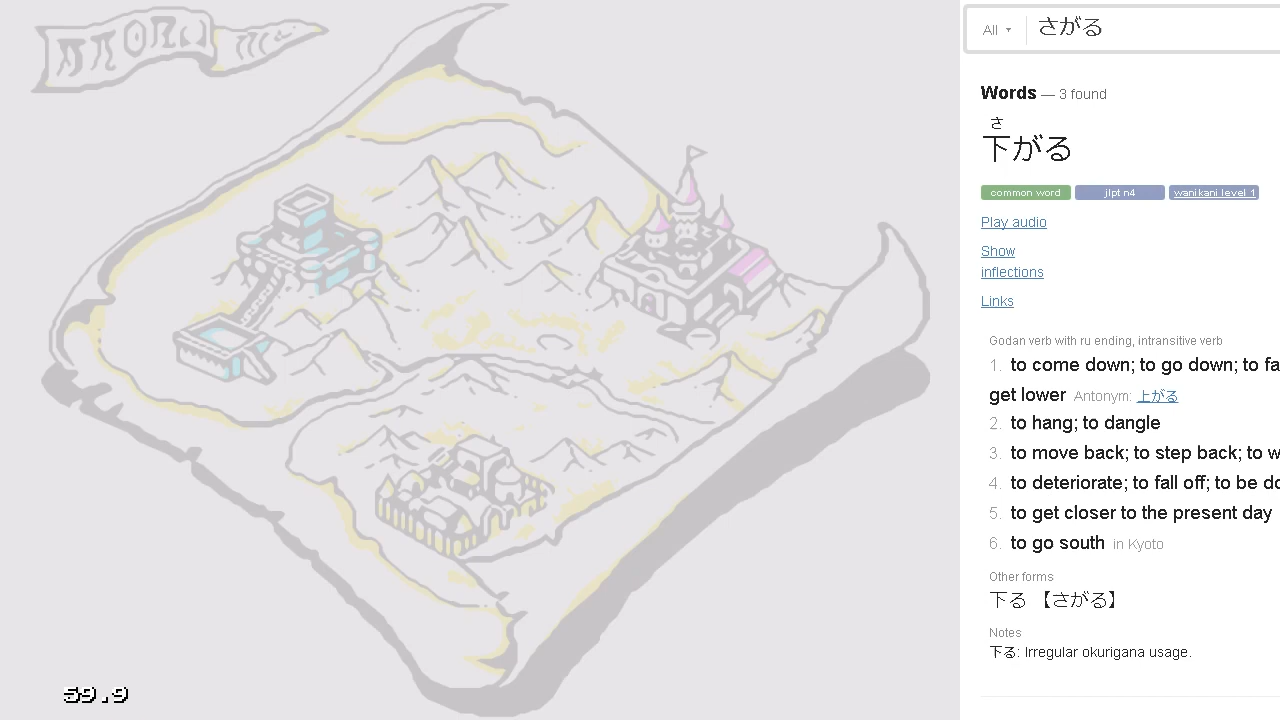 All ▾ さがる
Words — 3 found
さ
下がる
common word jlpt n4 wanikani level 1
Play audio
Show
inflections
Links
Godan verb with ru ending, intransitive verb
1. to come down; to go down; to fa
get lower Antonym: 上がる
2. to hang; to dangle
3. to move back; to step back; to w
4. to deteriorate; to fall off; to be do
5. to get closer to the present day
6. to go south in Kyoto
Other forms
下る 【さがる】
Notes
下る: Irregular okurigana usage.
59.9